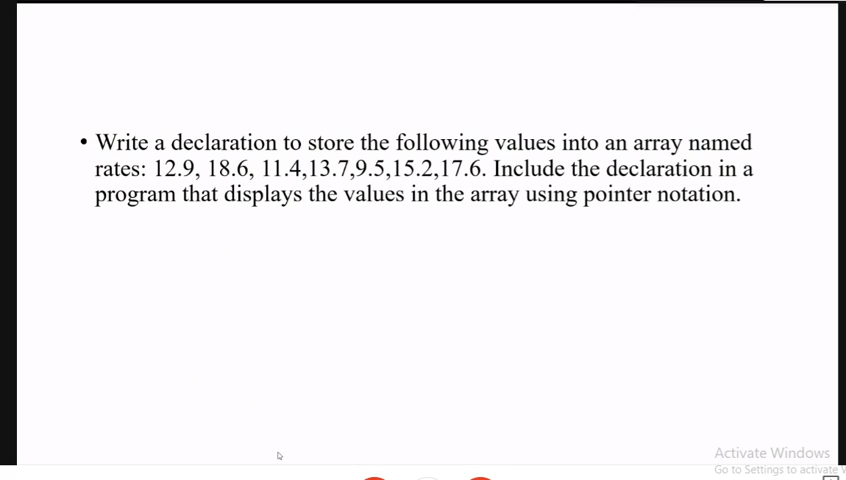 • Write a declaration to store the following values into an array named
rates: 12.9, 18.6, 11.4,13.7,9.5,15.2,17.6. Include the declaration in a
program that displays the values in the array using pointer notation.
Activate Windows
Go to Settings to activate W